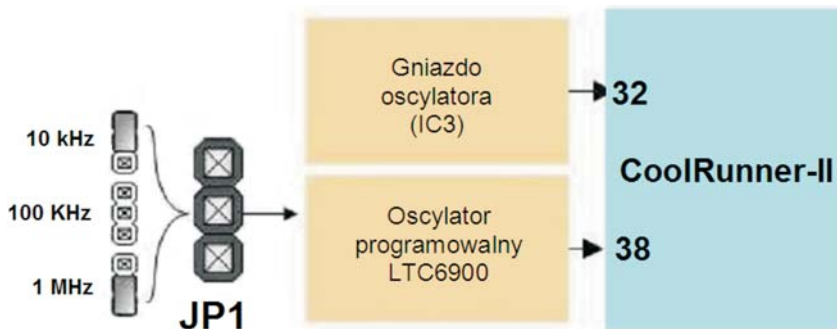 10 kHz
100 KHz
1 MHz
JP1
Gniazdo
oscylatora
(IC3)
Oscylator
programowalny
LTC6900
32
CoolRunner-II
38